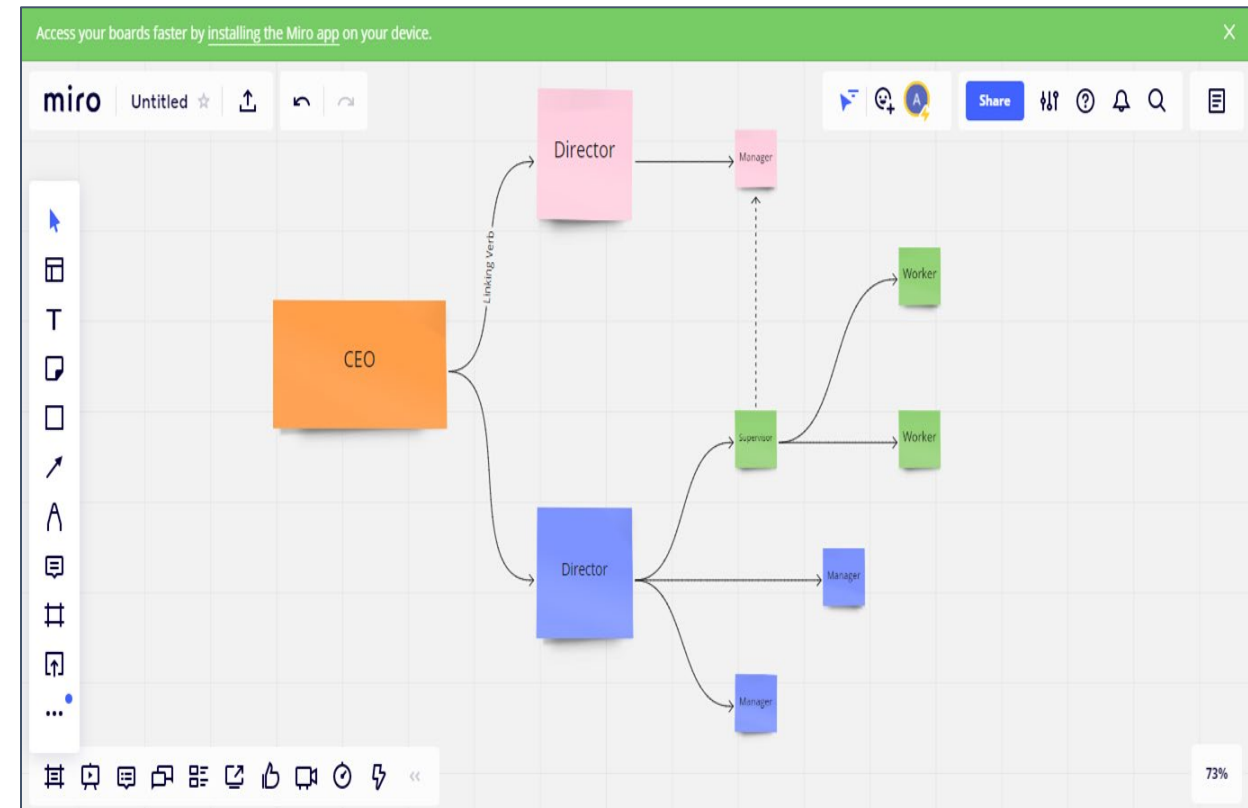 Access your boards faster by installing the Miro app on your device.
X
miro
Untitled
A
Share
Director
Manager
Linking Verb
Worker
CEO
Supervisor
Worker
Director
Manager
Manager
T
73%